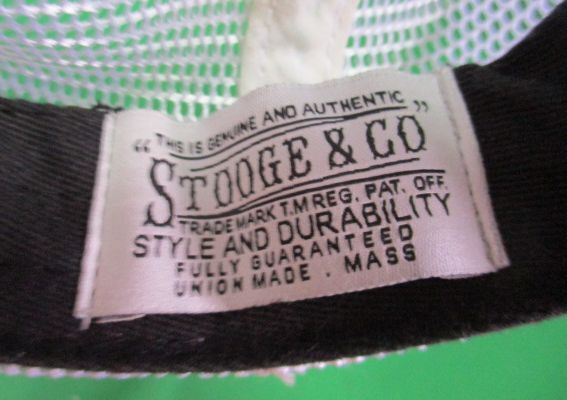 “THIS IS GENUINE AND AUTHENTIC”
STOOGE & CO
TRADE MARK T.M REG. PAT. OFF.
STYLE AND DURABILITY
FULLY GUARANTEED
UNION MADE . MASS